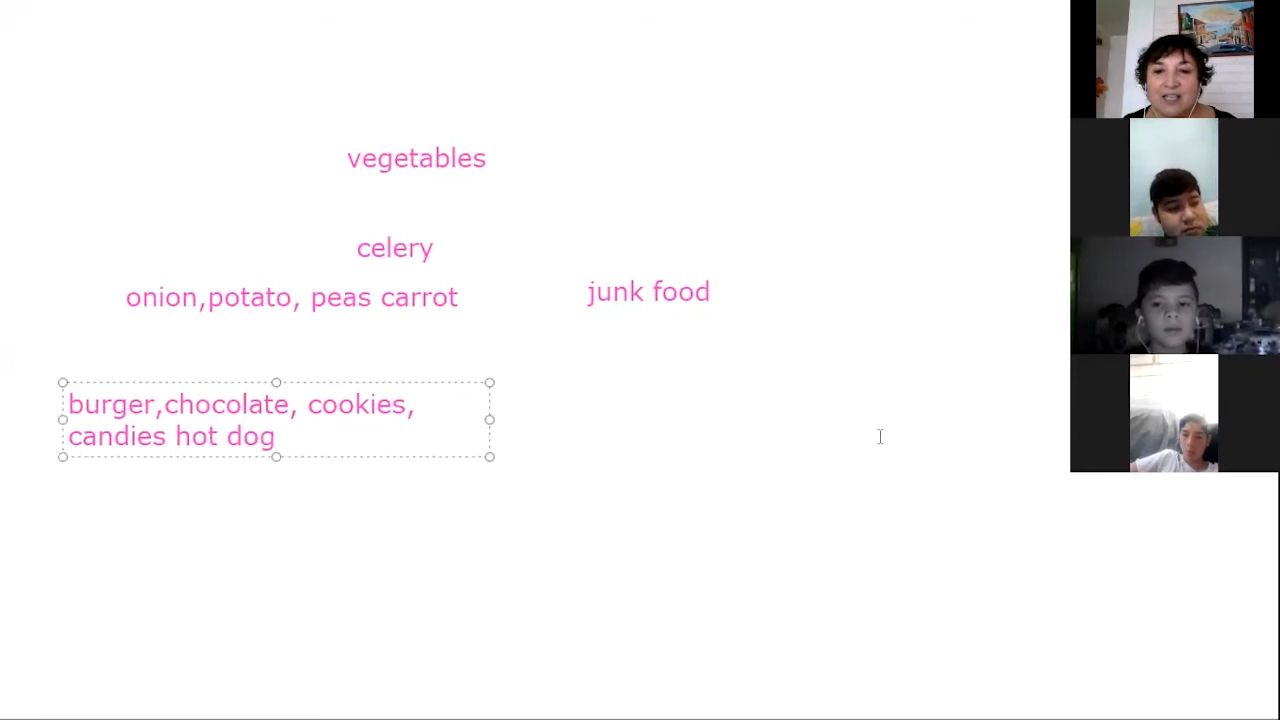 vegetables
celery
onion,potato, peas carrot
junk food
burger,chocolate, cookies,
candies hot dog